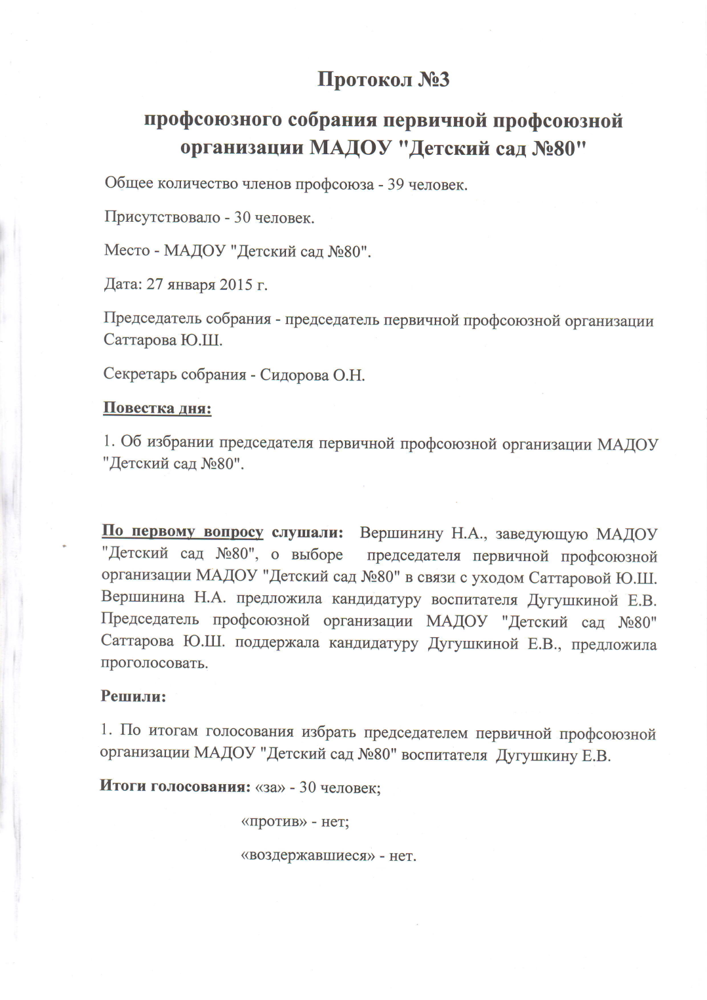 Протокол №3
профсоюзного собрания первичной профсоюзной
организации МАДОУ "Детский сад №80"
Общее количество членов профсоюза - 39 человек.
Присутствовало - 30 человек.
Место - МАДОУ "Детский сад №80".
Дата: 27 января 2015 г.
Председатель собрания - председатель первичной профсоюзной организации
Саттарова Ю.Ш.
Секретарь собрания - Сидорова О.Н.
Повестка дня:
1. Об избрании председателя первичной профсоюзной организации МАДОУ
"Детский сад №80".
По первому вопросу слушали: Вершинину Н.А., заведующую МАДОУ
"Детский сад №80", о выборе председателя первичной профсоюзной
организации МАДОУ "Детский сад №80" в связи с уходом Саттаровой Ю.Ш.
Вершинина Н.А. предложила кандидатуру воспитателя Дугушкиной Е.В.
Председатель профсоюзной организации МАДОУ "Детский сад №80"
Саттарова Ю.Ш. поддержала кандидатуру Дугушкиной Е.В., предложила
проголосовать.
Решили:
1. По итогам голосования избрать председателем первичной профсоюзной
организации МАДОУ "Детский сад №80" воспитателя Дугушкину Е.В.
Итоги голосования: «за» - 30 человек;
«против» - нет;
«воздержавшиеся» - нет.